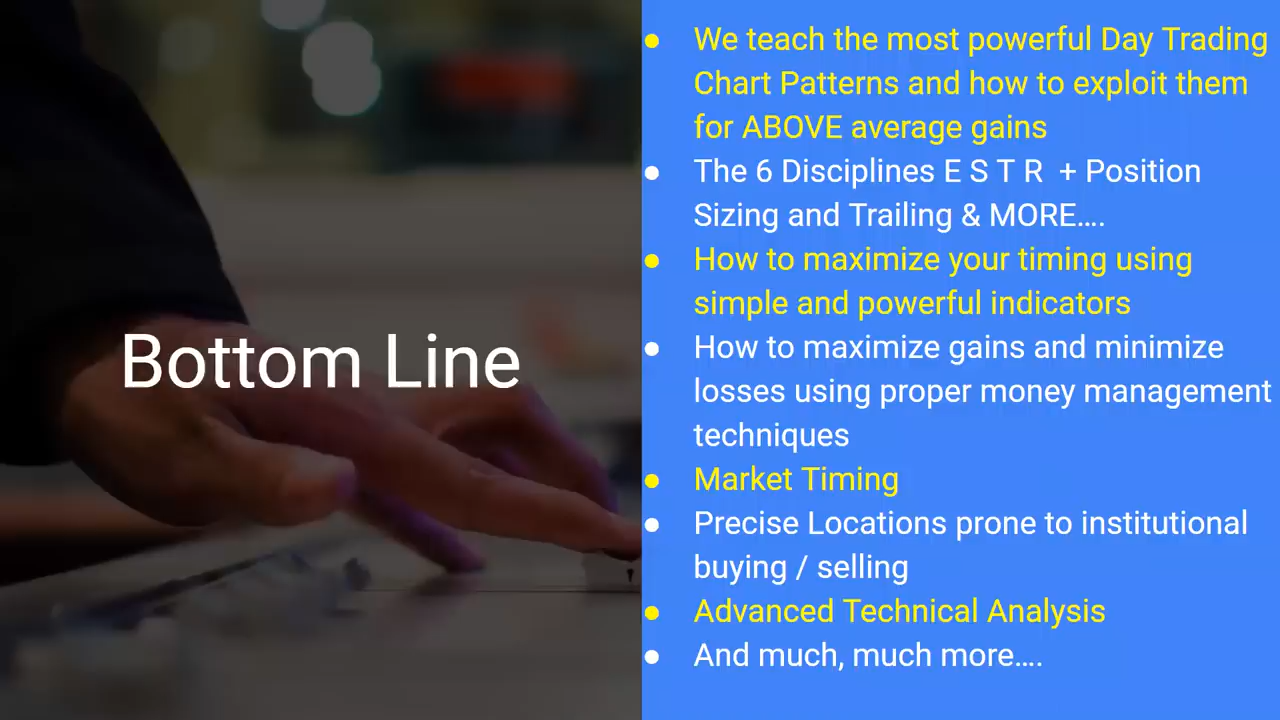 Bottom Line
● We teach the most powerful Day Trading
Chart Patterns and how to exploit them
for ABOVE average gains
● The 6 Disciplines E S T R + Position
Sizing and Trailing & MORE....
● How to maximize your timing using
simple and powerful indicators
● How to maximize gains and minimize
losses using proper money management
techniques
● Market Timing
● Precise Locations prone to institutional
buying / selling
● Advanced Technical Analysis
● And much, much more....